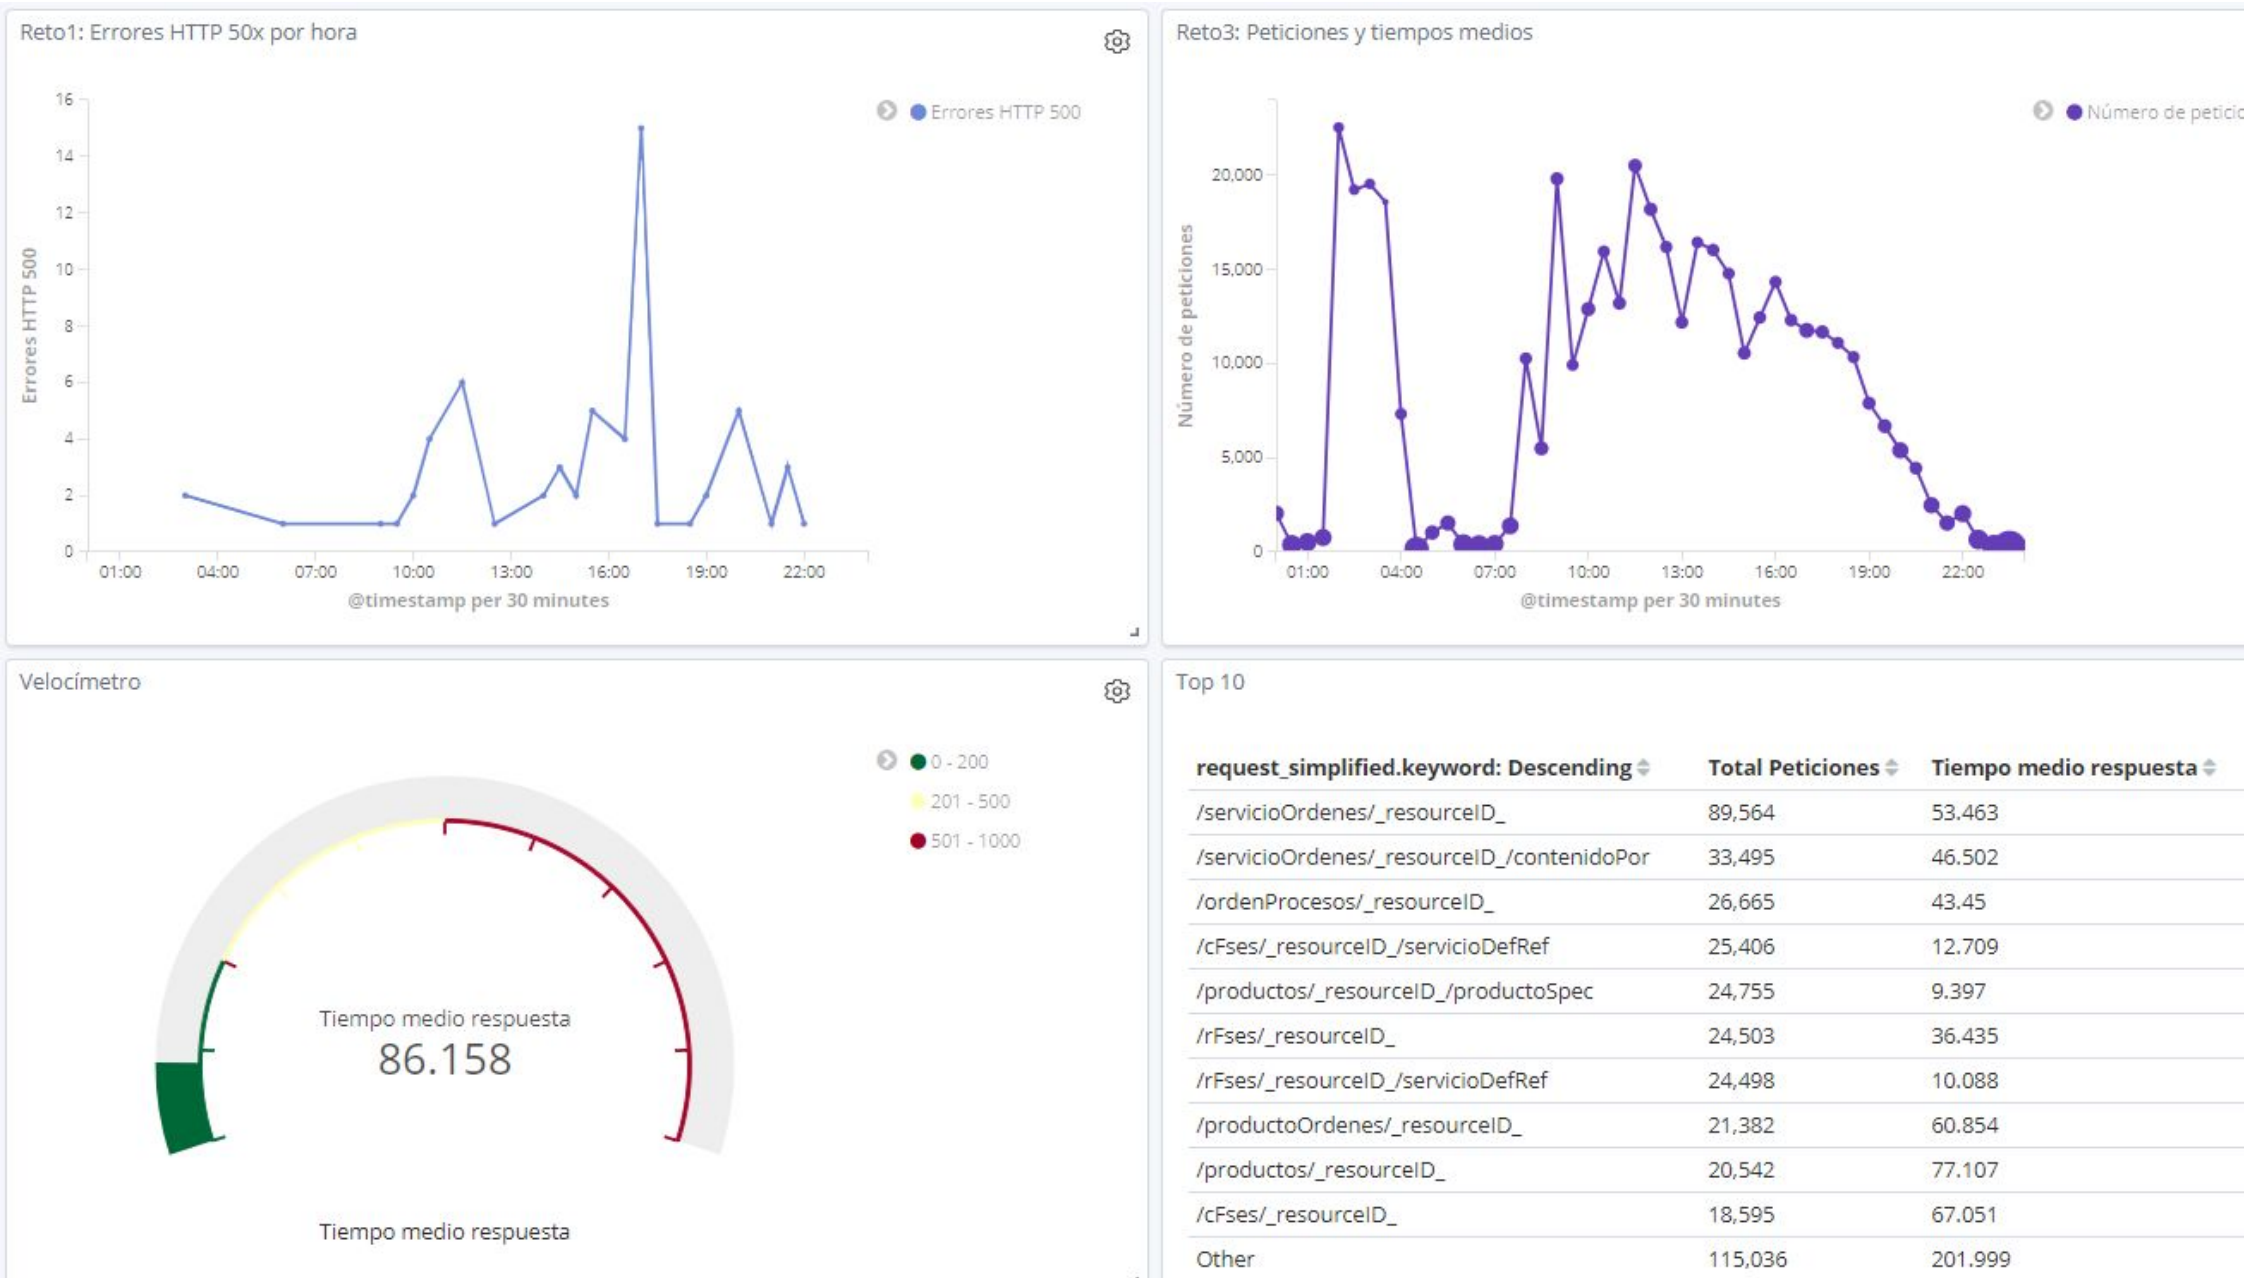 Reto1: Errores HTTP 50x por hora
Errores HTTP 500
16
14
12
10
8
6
4
2
0
Errores HTTP 500
01:00 04:00 07:00 10:00 13:00 16:00 19:00 22:00
@timestamp per 30 minutes
Reto3: Peticiones y tiempos medios
Número de peticio
20,000
15,000
10,000
5,000
0
Número de peticiones
01:00 04:00 07:00 10:00 13:00 16:00 19:00 22:00
@timestamp per 30 minutes
Velocímetro
0 - 200
201 - 500
501 - 1000
Tiempo medio respuesta
86.158
Tiempo medio respuesta
Top 10
request_simplified.keyword: Descending Total Peticiones Tiempo medio respuesta
/servicioOrdenes/_resourceID_ 89,564 53.463
/servicioOrdenes/_resourceID_/contenidoPor 33,495 46.502
/ordenProcesos/_resourceID_ 26,665 43.45
/cFses/_resourceID_/servicioDefRef 25,406 12.709
/productos/_resourceID_/productoSpec 24,755 9.397
/rFses/_resourceID_ 24,503 36.435
/rFses/_resourceID_/servicioDefRef 24,498 10.088
/productoOrdenes/_resourceID_ 21,382 60.854
/productos/_resourceID_ 20,542 77.107
/cFses/_resourceID_ 18,595 67.051
Other 115,036 201.999